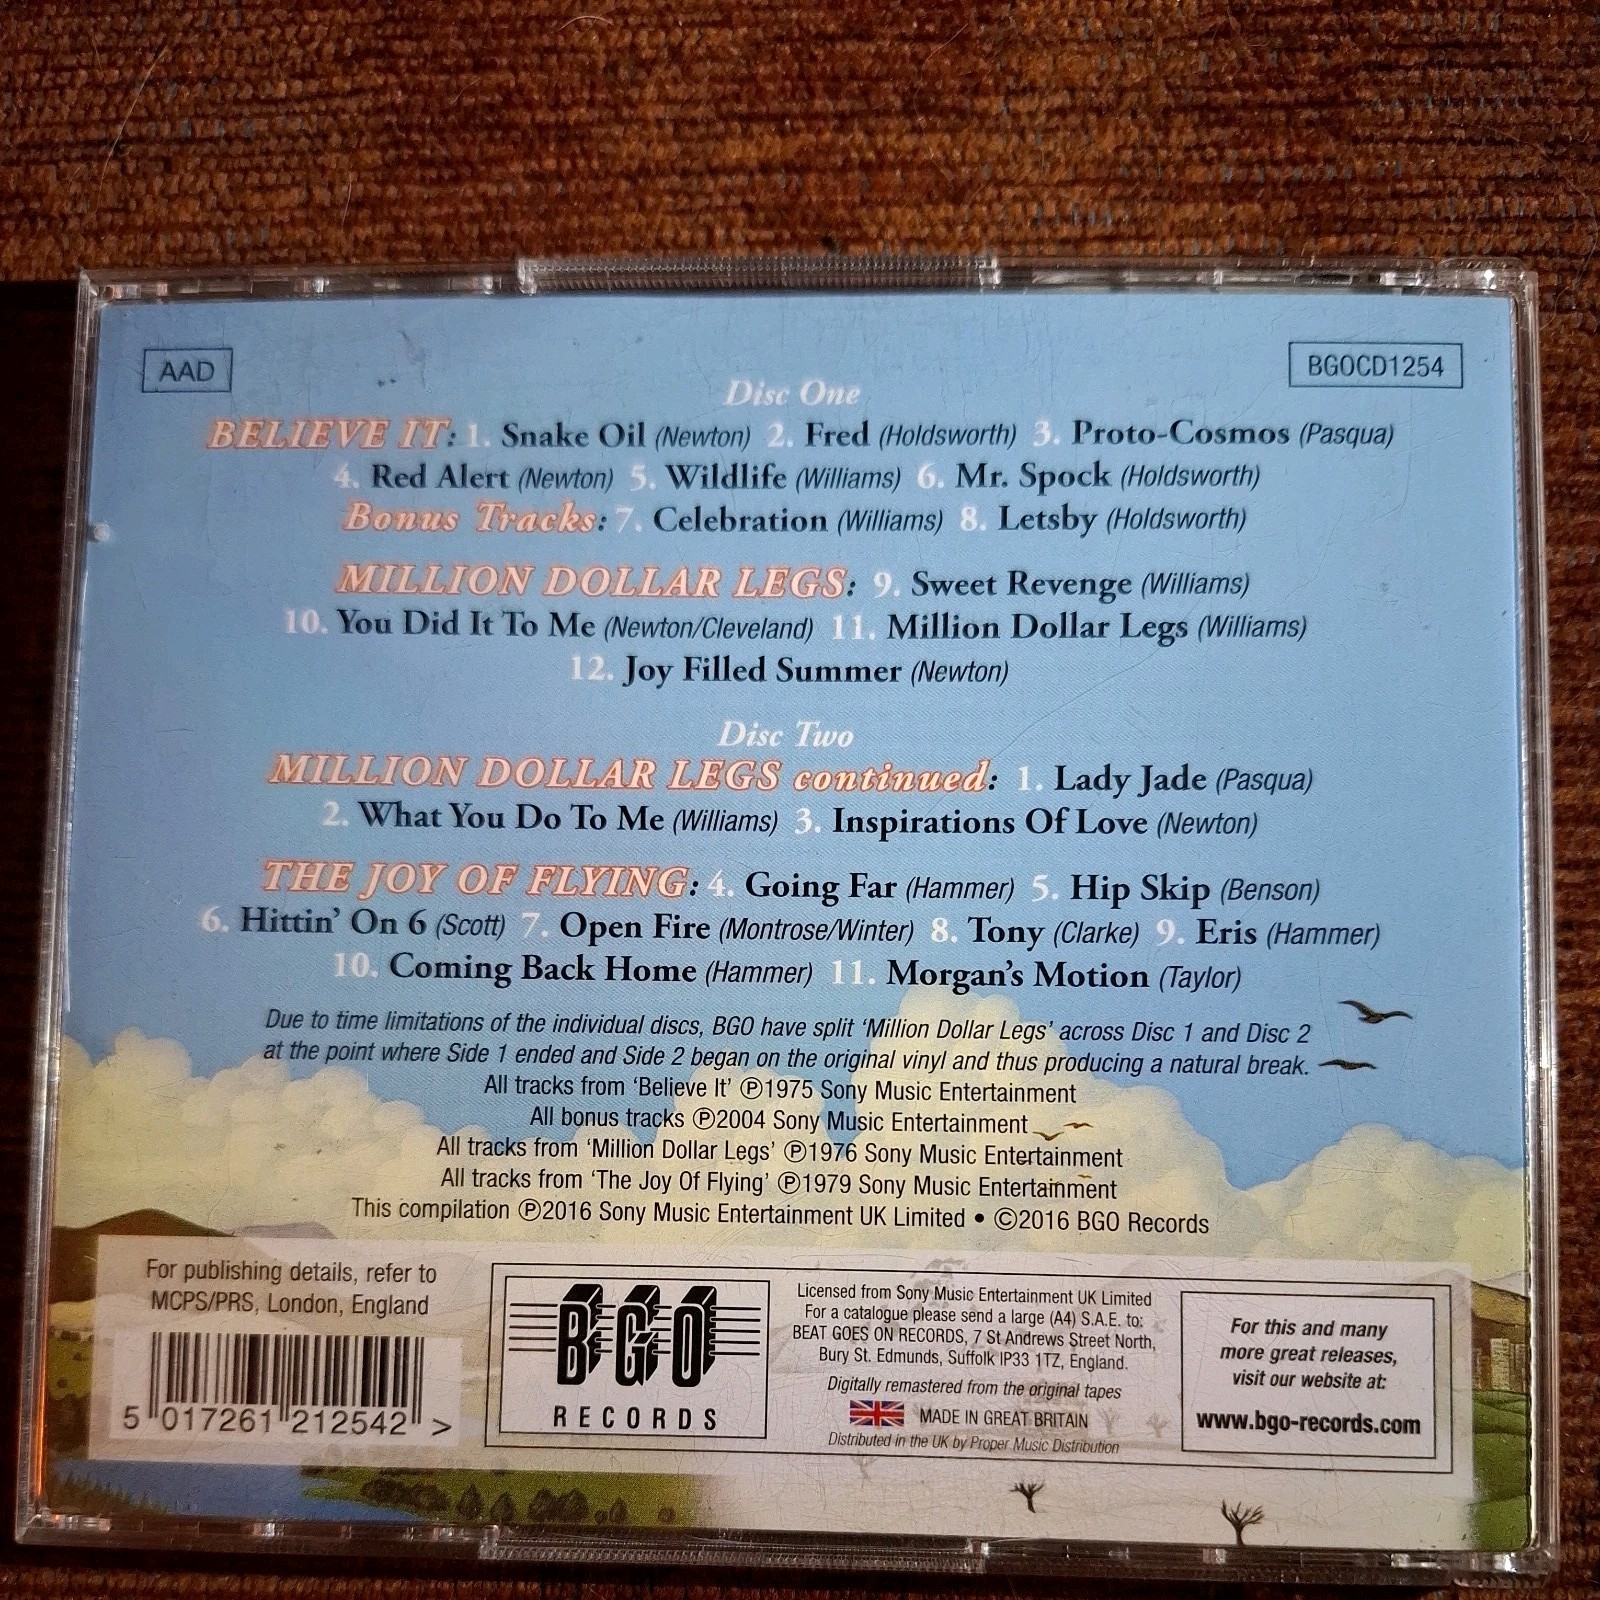 AAD
BGOCD1254
Disc One
BELIEVE IT: 1. Snake Oil (Newton) 2. Fred (Holdsworth) 3. Proto-Cosmos (Pasqua)
4. Red Alert (Newton) 5. Wildlife (Williams) 6. Mr. Spock (Holdsworth)
Bonus Tracks: 7. Celebration (Williams) 8. Letsby (Holdsworth)
MILLION DOLLAR LEGS: 9. Sweet Revenge (Williams)
10. You Did It To Me (Newton/Cleveland) 11. Million Dollar Legs (Williams)
12. Joy Filled Summer (Newton)
Disc Two
MILLION DOLLAR LEGS continued: 1. Lady Jade (Pasqua)
2. What You Do To Me (Williams) 3. Inspirations Of Love (Newton)
THE JOY OF FLYING: 4. Going Far (Hammer) 5. Hip Skip (Benson)
6. Hittin' On 6 (Scott) 7. Open Fire (Montrose/Winter) 8. Tony (Clarke) 9. Eris (Hammer)
10. Coming Back Home (Hammer) 11. Morgan's Motion (Taylor)
Due to time limitations of the individual discs, BGO have split 'Million Dollar Legs' across Disc 1 and Disc 2
at the point where Side 1 ended and Side 2 began on the original vinyl and thus producing a natural break.
All tracks from 'Believe It' ℗1975 Sony Music Entertainment
All bonus tracks ℗2004 Sony Music Entertainment
All tracks from 'Million Dollar Legs' ℗1976 Sony Music Entertainment
All tracks from 'The Joy Of Flying' ℗1979 Sony Music Entertainment
This compilation ℗2016 Sony Music Entertainment UK Limited • ©2016 BGO Records
For publishing details, refer to
MCPS/PRS, London, England
5 017261 212542 >
BGO
RECORDS
Licensed from Sony Music Entertainment UK Limited
For a catalogue please send a large (A4) S.A.E. to:
BEAT GOES ON RECORDS, 7 St Andrews Street North,
Bury St. Edmunds, Suffolk IP33 1TZ, England.
Digitally remastered from the original tapes
MADE IN GREAT BRITAIN
Distributed in the UK by Proper Music Distribution
For this and many
more great releases,
visit our website at:
www.bgo-records.com